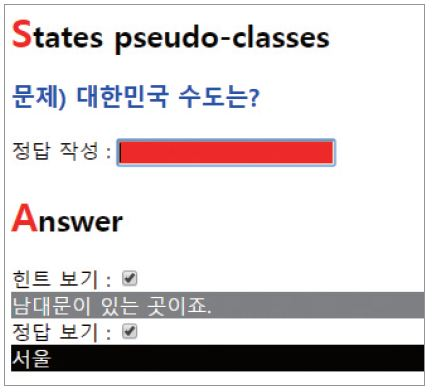 States pseudo-classes
문제) 대한민국 수도는?
정답 작성 :
Answer
힌트 보기 :
남대문이 있는 곳이죠.
정답 보기 :
서울